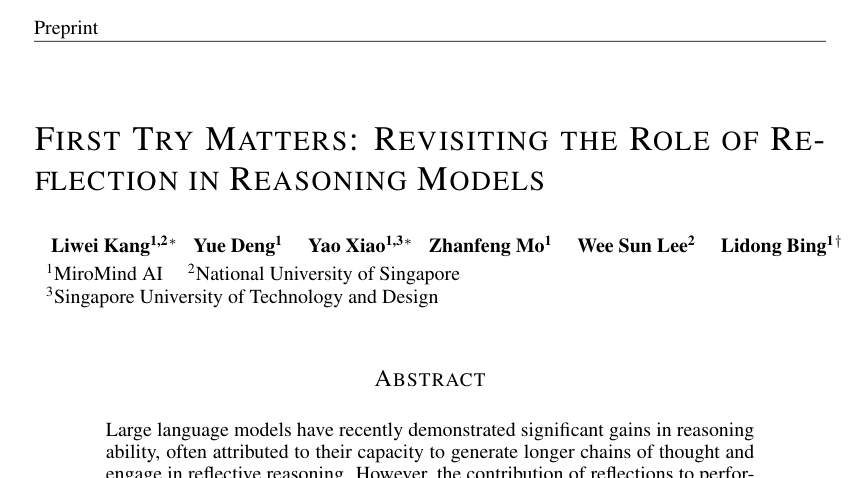 Preprint
FIRST TRY MATTERS: REVISITING THE ROLE OF RE-
FLECTION IN REASONING MODELS
Liwei Kang1,2∗ Yue Deng1 Yao Xiao1,3∗ Zhanfeng Mo1 Wee Sun Lee2 Lidong Bing1†
1MiroMind AI 2National University of Singapore
3Singapore University of Technology and Design
ABSTRACT
Large language models have recently demonstrated significant gains in reasoning
ability, often attributed to their capacity to generate longer chains of thought and
engage in reflective reasoning. However, the contribution of reflections to perfor-